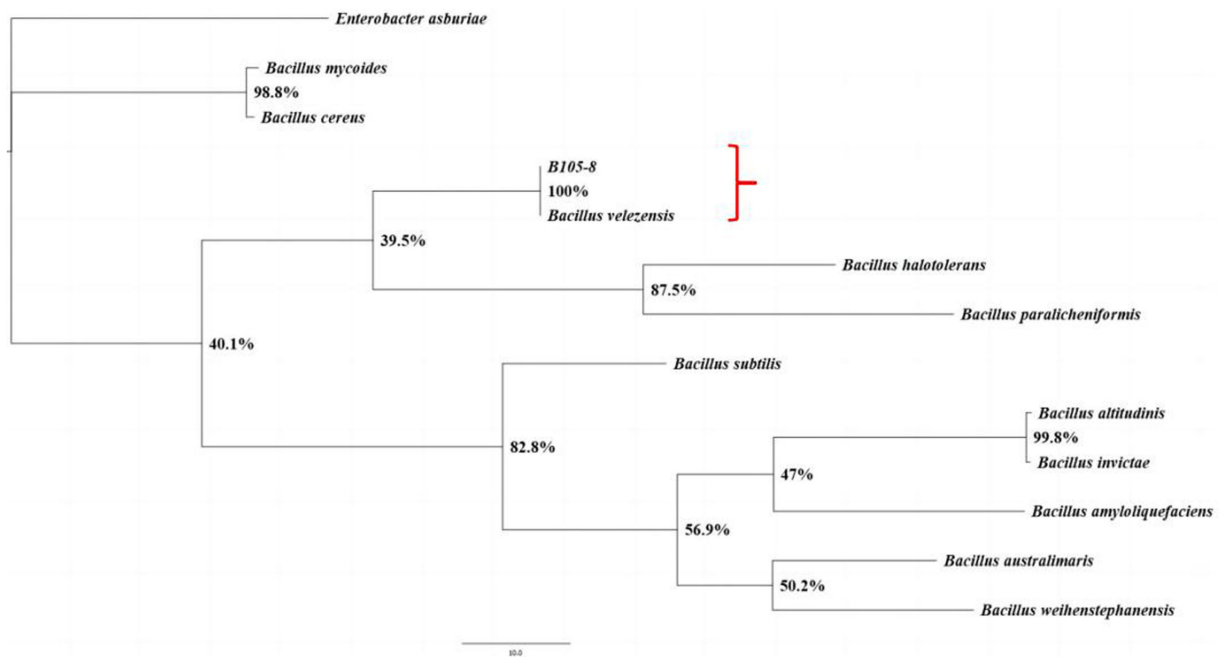 Enterobacter asburiae
Bacillus mycoides
98.8%
Bacillus cereus
B105-8
100%
Bacillus velezensis
39.5%
Bacillus halotolerans
87.5%
Bacillus paralicheniformis
40.1%
Bacillus subtilis
82.8%
Bacillus altitudinis
99.8%
Bacillus invictae
47%
Bacillus amyloliquefaciens
56.9%
Bacillus australimaris
50.2%
Bacillus weihenstephanensis
10.0